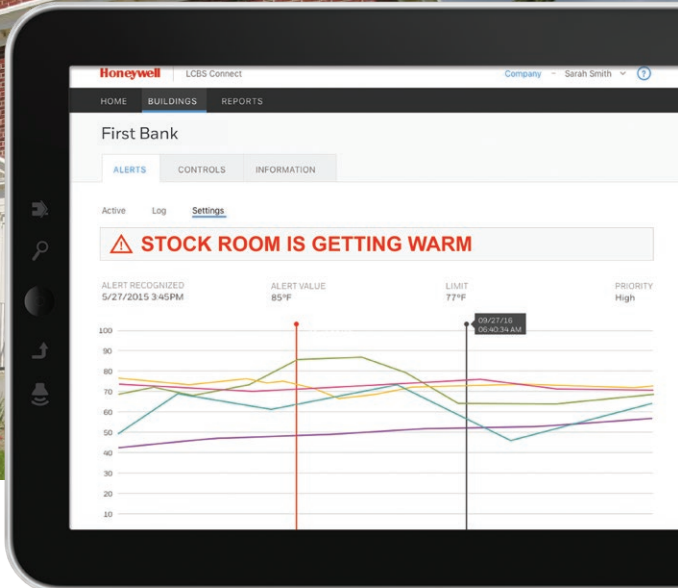 Honeywell LCBS Connect Company – Sarah Smith ?
HOME BUILDINGS REPORTS
First Bank
ALERTS CONTROLS INFORMATION
Active Log Settings
STOCK ROOM IS GETTING WARM
ALERT RECOGNIZED ALERT VALUE LIMIT PRIORITY
5/27/2015 3:45PM 85°F 77°F High
09/27/16
06:40:34 AM
100
90
80
70
60
50
40
30
20
10